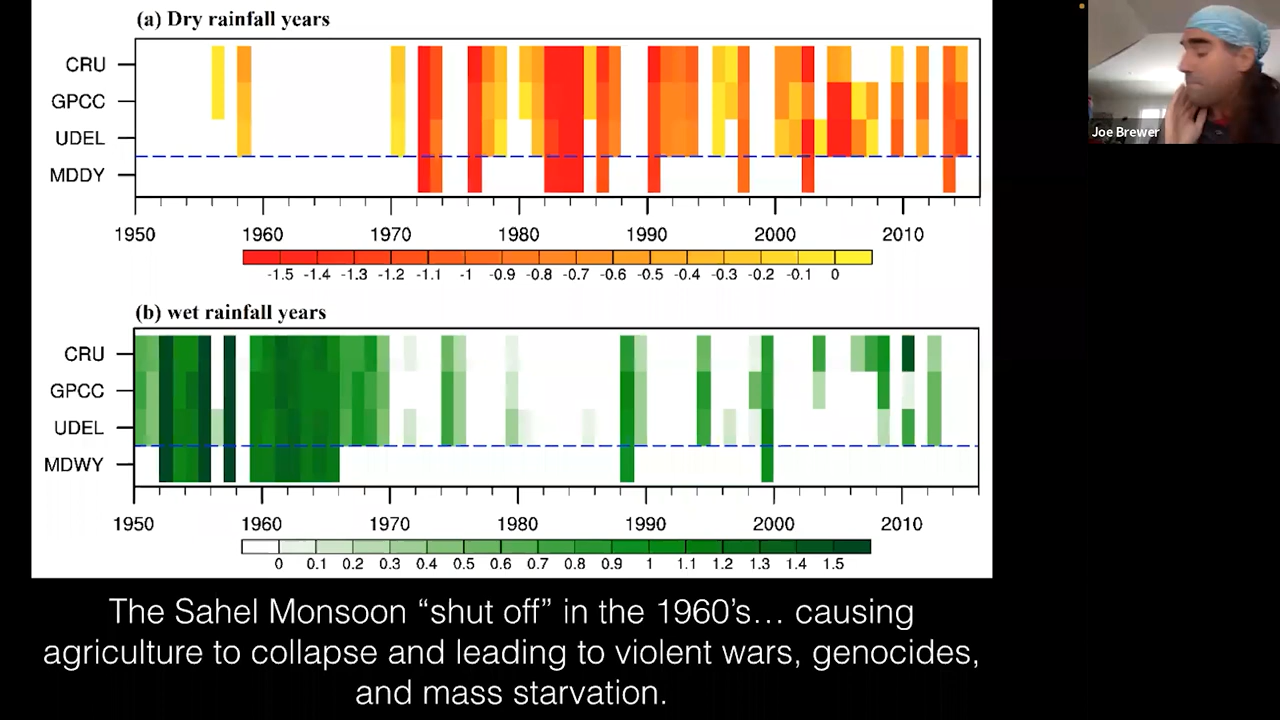 (a) Dry rainfall years
CRU
GPCC
UDEL
MDDY
1950 1960 1970 1980 1990 2000 2010
-1.5 -1.4 -1.3 -1.2 -1.1 -1 -0.9 -0.8 -0.7 -0.6 -0.5 -0.4 -0.3 -0.2 -0.1 0
(b) wet rainfall years
CRU
GPCC
UDEL
MDWY
1950 1960 1970 1980 1990 2000 2010
0 0.1 0.2 0.3 0.4 0.5 0.6 0.7 0.8 0.9 1 1.1 1.2 1.3 1.4 1.5
The Sahel Monsoon “shut off” in the 1960’s... causing
agriculture to collapse and leading to violent wars, genocides,
and mass starvation.
Joe Brewer